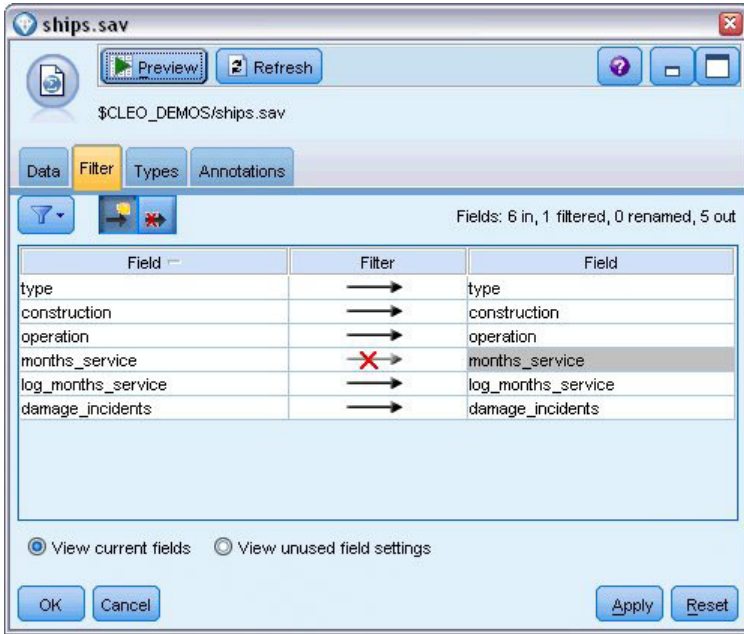 ships.sav
Preview Refresh
$CLEO_DEMOS/ships.sav
Data Filter Types Annotations
Fields: 6 in, 1 filtered, 0 renamed, 5 out
Field Filter Field
type type
construction construction
operation operation
months_service months_service
log_months_service log_months_service
damage_incidents damage_incidents
View current fields View unused field settings
OK Cancel Apply Reset